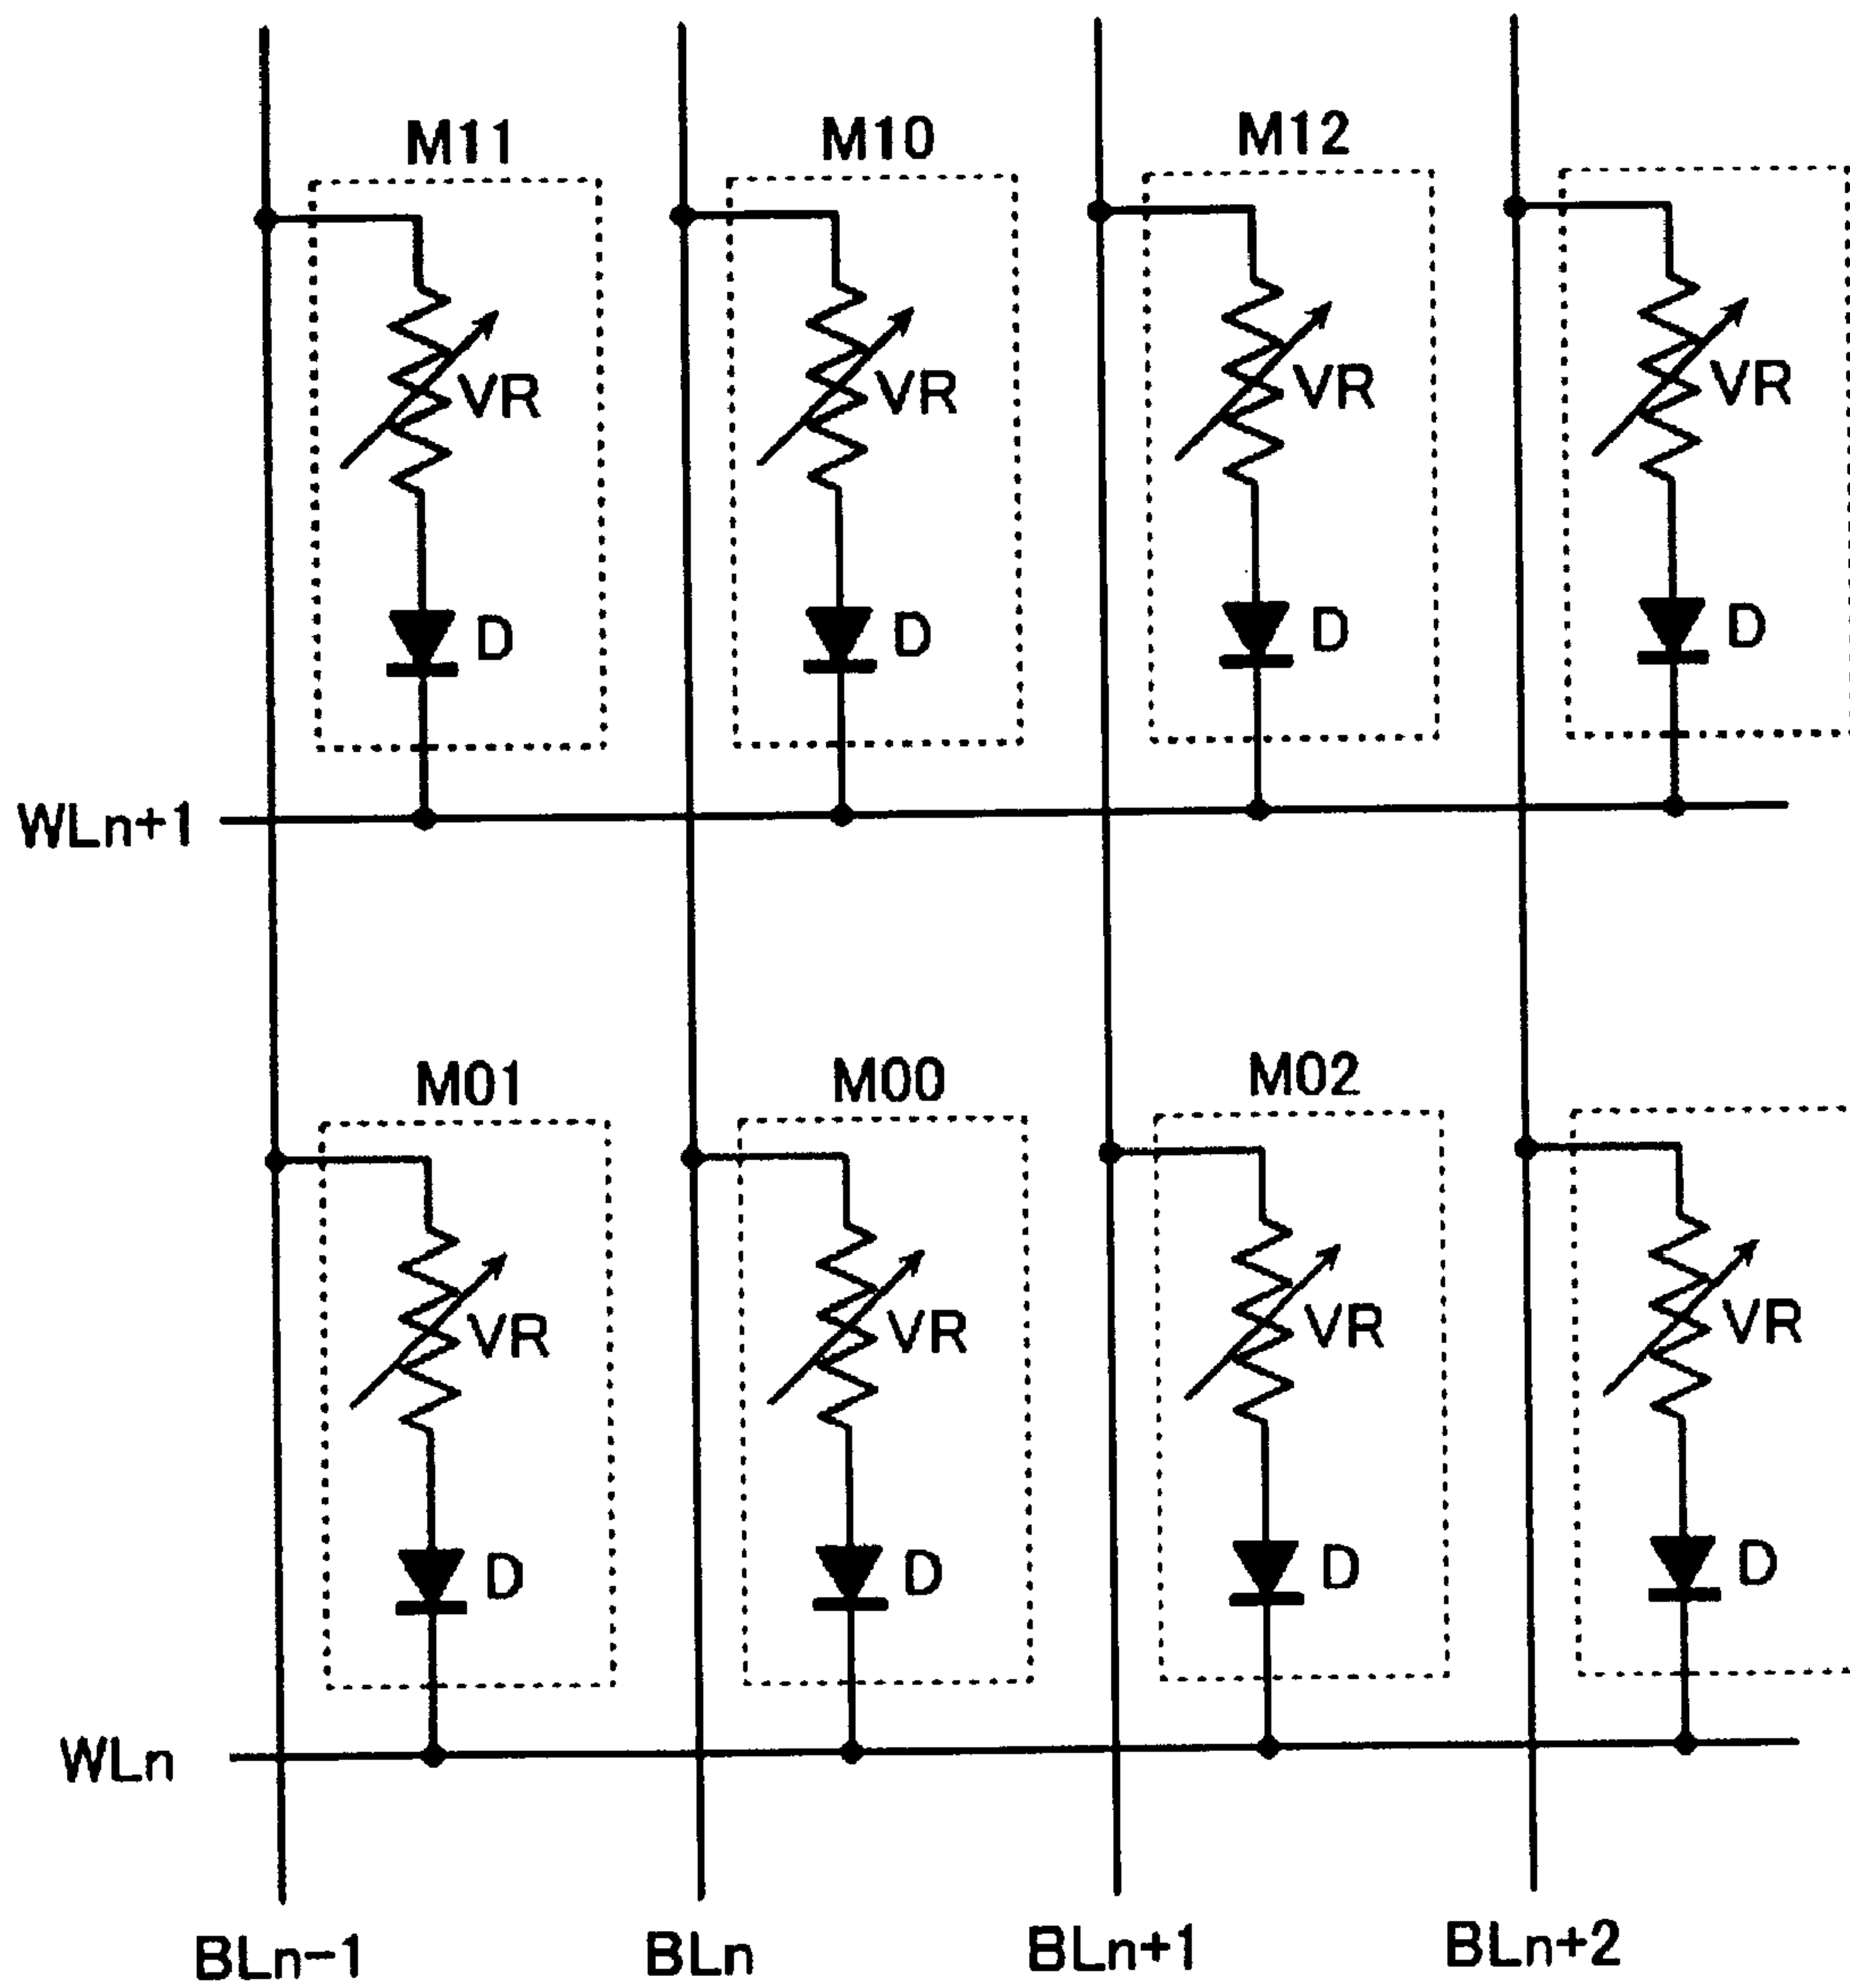 M11 M10 M12
VR VR VR VR
D D D D
WLn+1
M01 M00 M02
VR VR VR VR
D D D D
WLn
BLn-1 BLn BLn+1 BLn+2